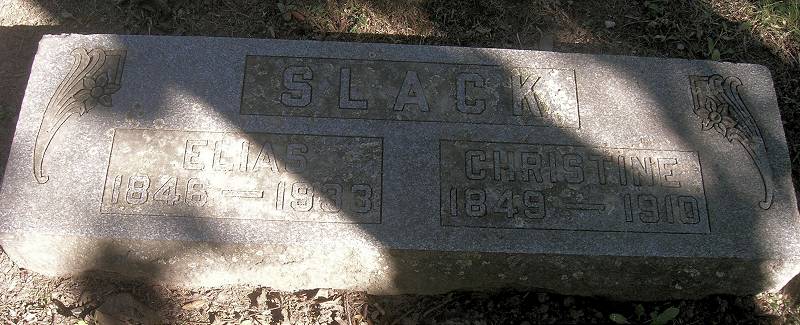 SLACK
ELIAS
1846 — 1933
CHRISTINE
1849 — 1910